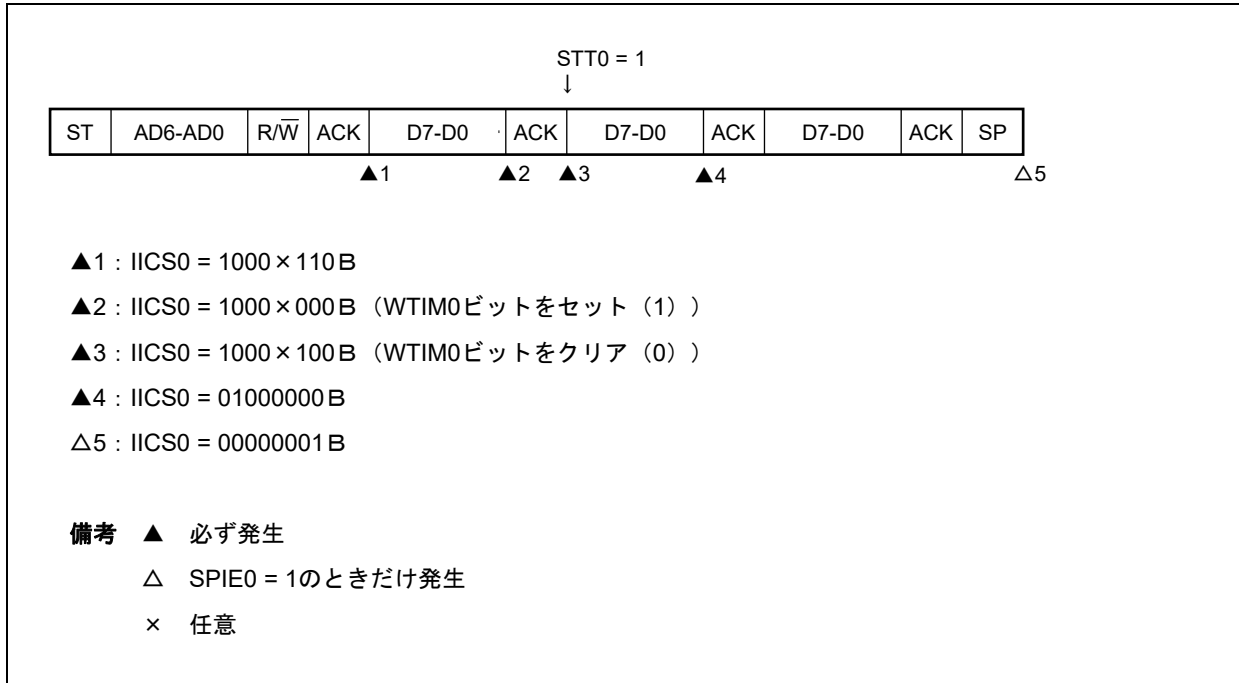 STT0 = 1
↓
ST AD6-AD0 R/W̅ ACK D7-D0 ACK D7-D0 ACK D7-D0 ACK SP
▲1 ▲2 ▲3 ▲4 △5
▲1：IICS0 = 1000×110B
▲2：IICS0 = 1000×000B（WTIM0ビットをセット（1））
▲3：IICS0 = 1000×100B（WTIM0ビットをクリア（0））
▲4：IICS0 = 01000000B
△5：IICS0 = 00000001B
備考 ▲ 必ず発生
△ SPIE0 = 1のときだけ発生
× 任意